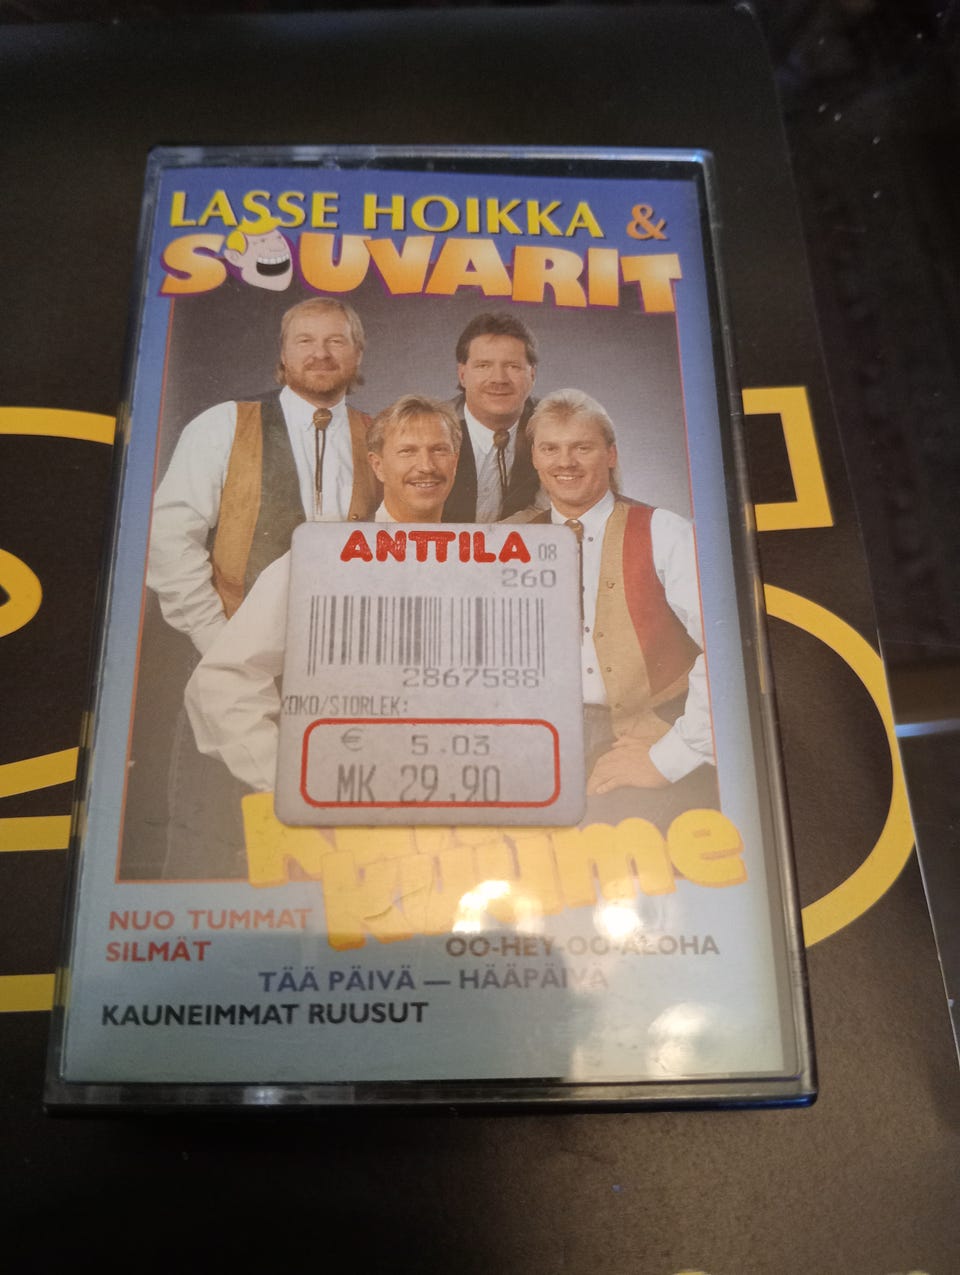 LASSE HOIKKA &
SOUVARIT
ANTTILA 08
260
2867588
KOKO/STORLEK:
€ 5.03
MK 29.90
kuume
NUO TUMMAT
SILMÄT
OO-HEY-OO-ALOHA
TÄÄ PÄIVÄ — HÄÄPÄIVÄ
KAUNEIMMAT RUUSUT